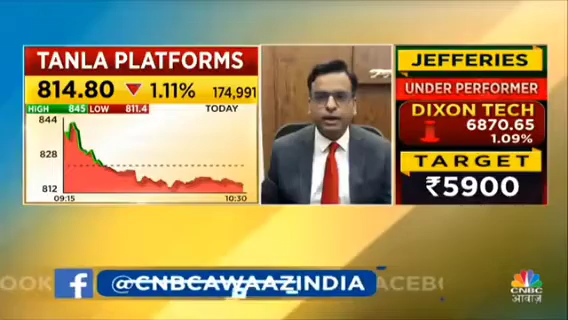 TANLA PLATFORMS
814.80 1.11% 174,991
HIGH 845 LOW 811.4 TODAY
844
828
812
09:15 10:30
JEFFERIES
UNDER PERFORMER
DIXON TECH
6870.65
1.09%
TARGET
₹5900
@CNBCAWAAZINDIA
CNBC
आवाज़